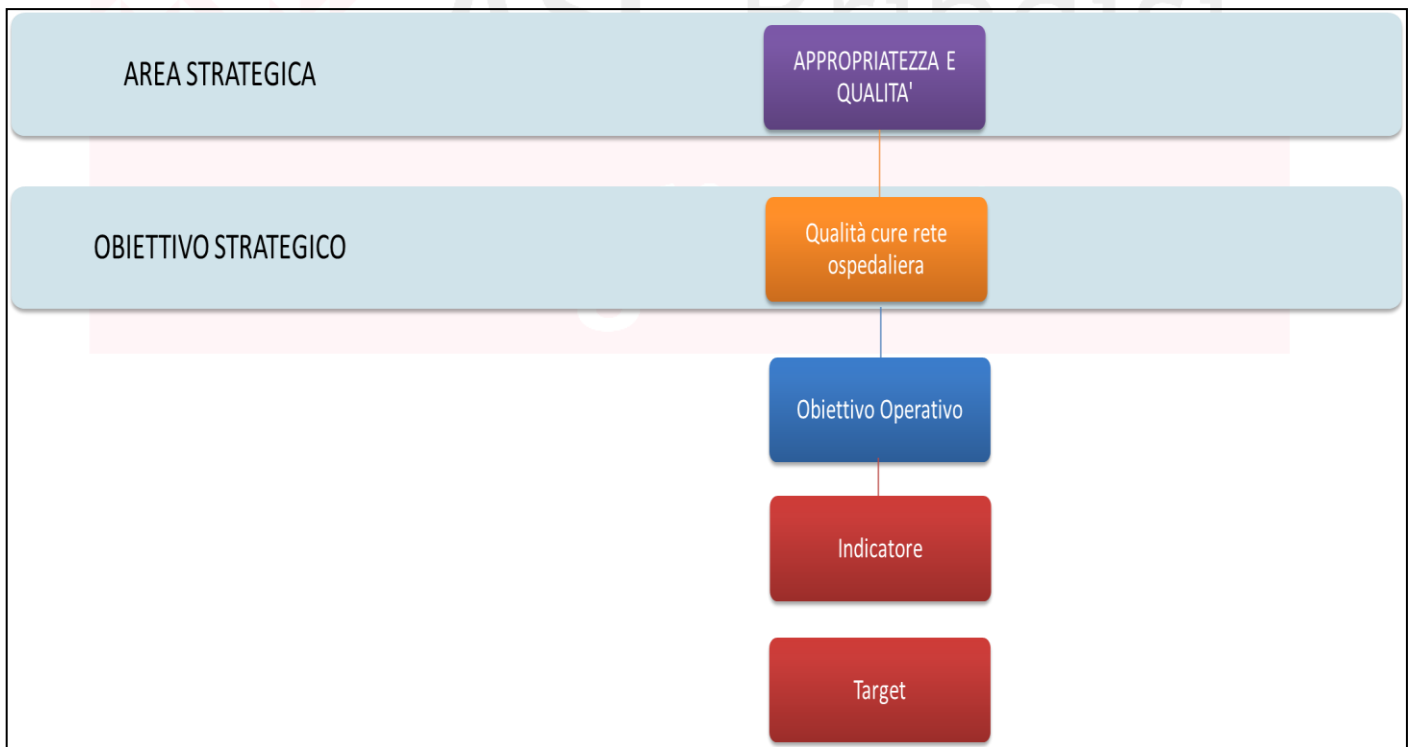 AREA STRATEGICA
APPROPRIATEZZA E
QUALITA'
OBIETTIVO STRATEGICO
Qualità cure rete
ospedaliera
Obiettivo Operativo
Indicatore
Target